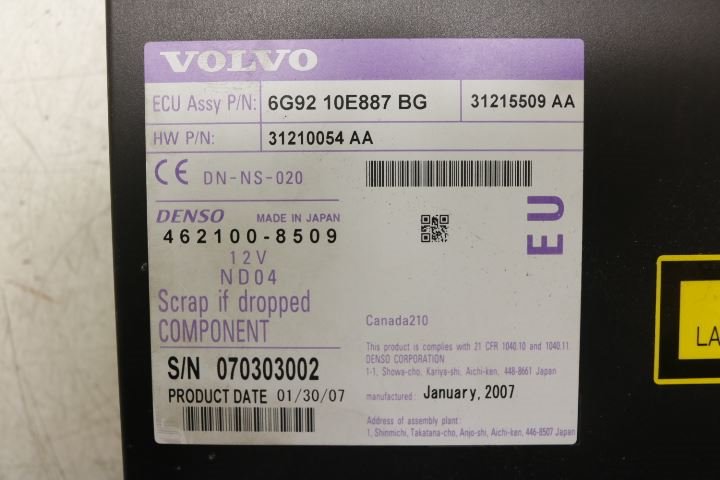 VOLVO
ECU Assy P/N: 6G92 10E887 BG 31215509 AA
HW P/N: 31210054 AA
CE DN-NS-020
DENSO MADE IN JAPAN
462100-8509
12V
ND04
EU
Scrap if dropped
COMPONENT
S/N 070303002
PRODUCT DATE 01/30/07
Canada210
This product is complies with 21 CFR 1040.10 and 1040.11.
DENSO CORPORATION
1-1, Showa-cho, Kariya-shi, Aichi-ken, 448-8661 Japan
manufactured: January, 2007
Address of assembly plant:
1, Shinmichi, Takatana-cho, Anjo-shi, Aichi-ken, 446-8507 Japan
LA